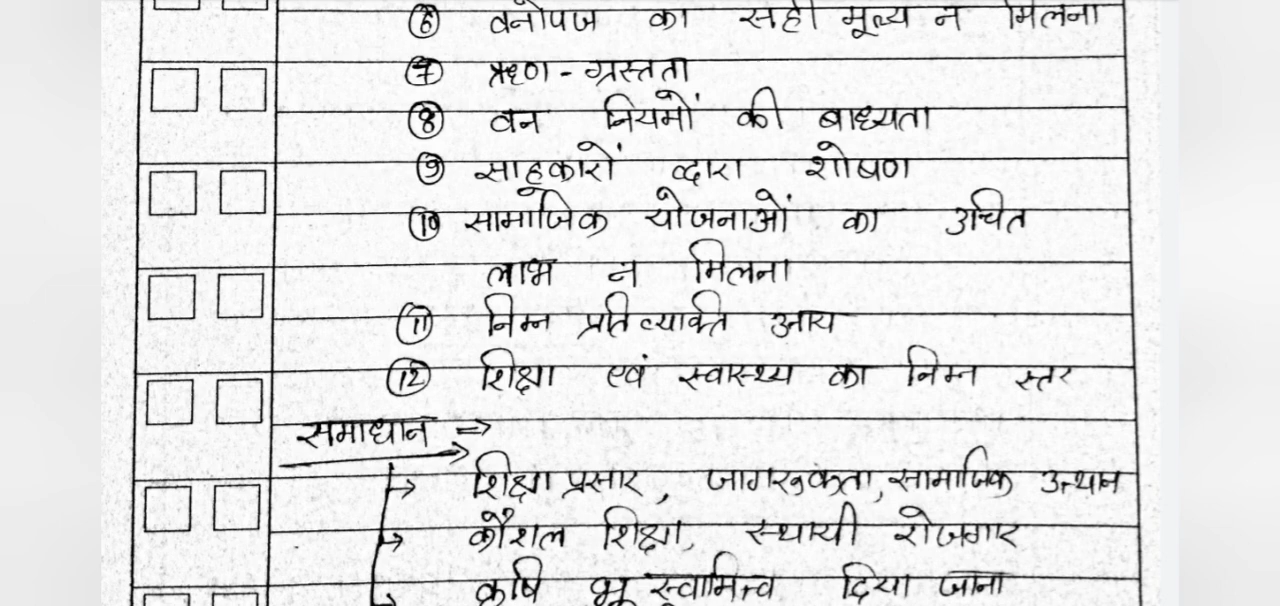 ⑥ वनोपज का सही मूल्य न मिलना
⑦ ऋण - ग्रस्तता
⑧ वन नियमों की बाध्यता
⑨ साहूकारों द्वारा शोषण
⑩ सामाजिक योजनाओं का उचित
लाभ न मिलना
⑪ निम्न प्रति व्यक्ति आय
⑫ शिक्षा एवं स्वास्थ्य का निम्न स्तर
समाधान ⇒
→ शिक्षा प्रसार, जागरुकता, सामाजिक उत्थान
→ कौशल शिक्षा, स्थायी रोजगार
कृषि भू स्वामित्व दिया जाना